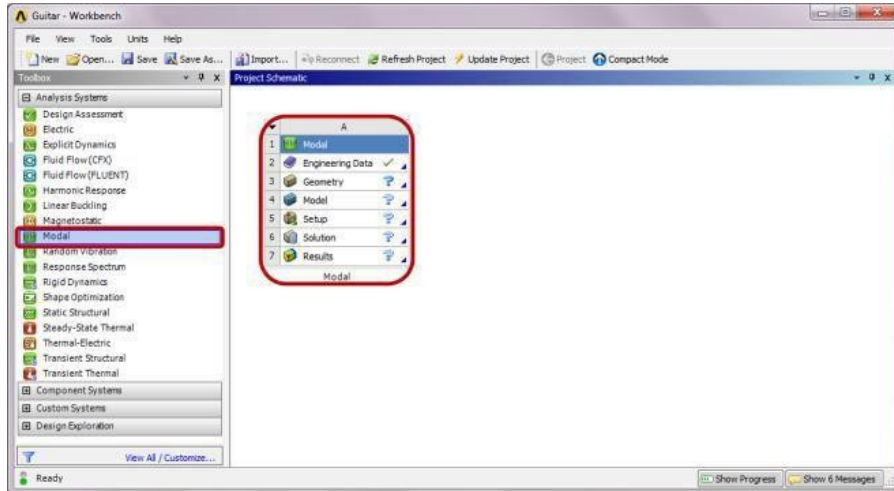 Guitar - Workbench
File View Tools Units Help
New Open... Save Save As... Import... Reconnect Refresh Project Update Project Project Compact Mode
Toolbox
Project Schematic
Analysis Systems
Design Assessment
Electric
Explicit Dynamics
Fluid Flow (CFX)
Fluid Flow (FLUENT)
Harmonic Response
Linear Buckling
Magnetostatic
Modal
Random Vibration
Response Spectrum
Rigid Dynamics
Shape Optimization
Static Structural
Steady-State Thermal
Thermal-Electric
Transient Structural
Transient Thermal
Component Systems
Custom Systems
Design Exploration
View All / Customize...
A
1 Modal
2 Engineering Data
3 Geometry
4 Model
5 Setup
6 Solution
7 Results
Modal
Ready
Show Progress Show 6 Messages